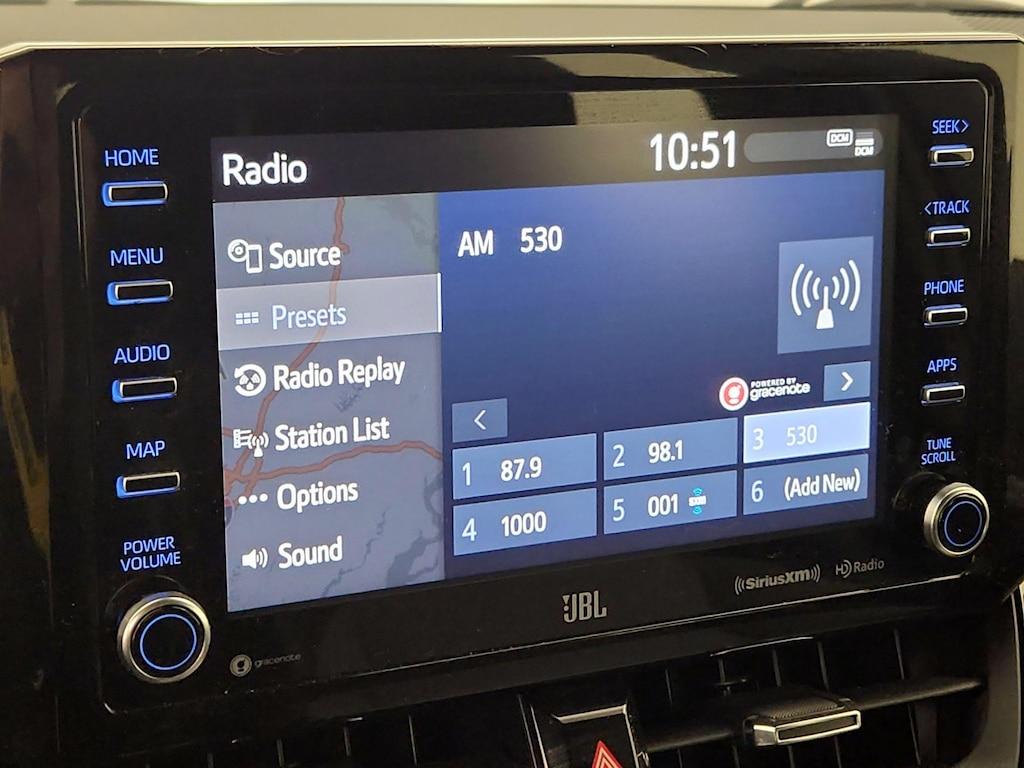 HOME
MENU
AUDIO
MAP
POWER
VOLUME
Radio
10:51
DCM
DCM
Source
Presets
Radio Replay
Station List
Options
Sound
AM 530
POWERED BY
gracenote
<
>
1 87.9
2 98.1
3 530
4 1000
5 001
6 (Add New)
SEEK>
<TRACK
PHONE
APPS
TUNE
SCROLL
gracenote
JBL
SiriusXM
HD Radio